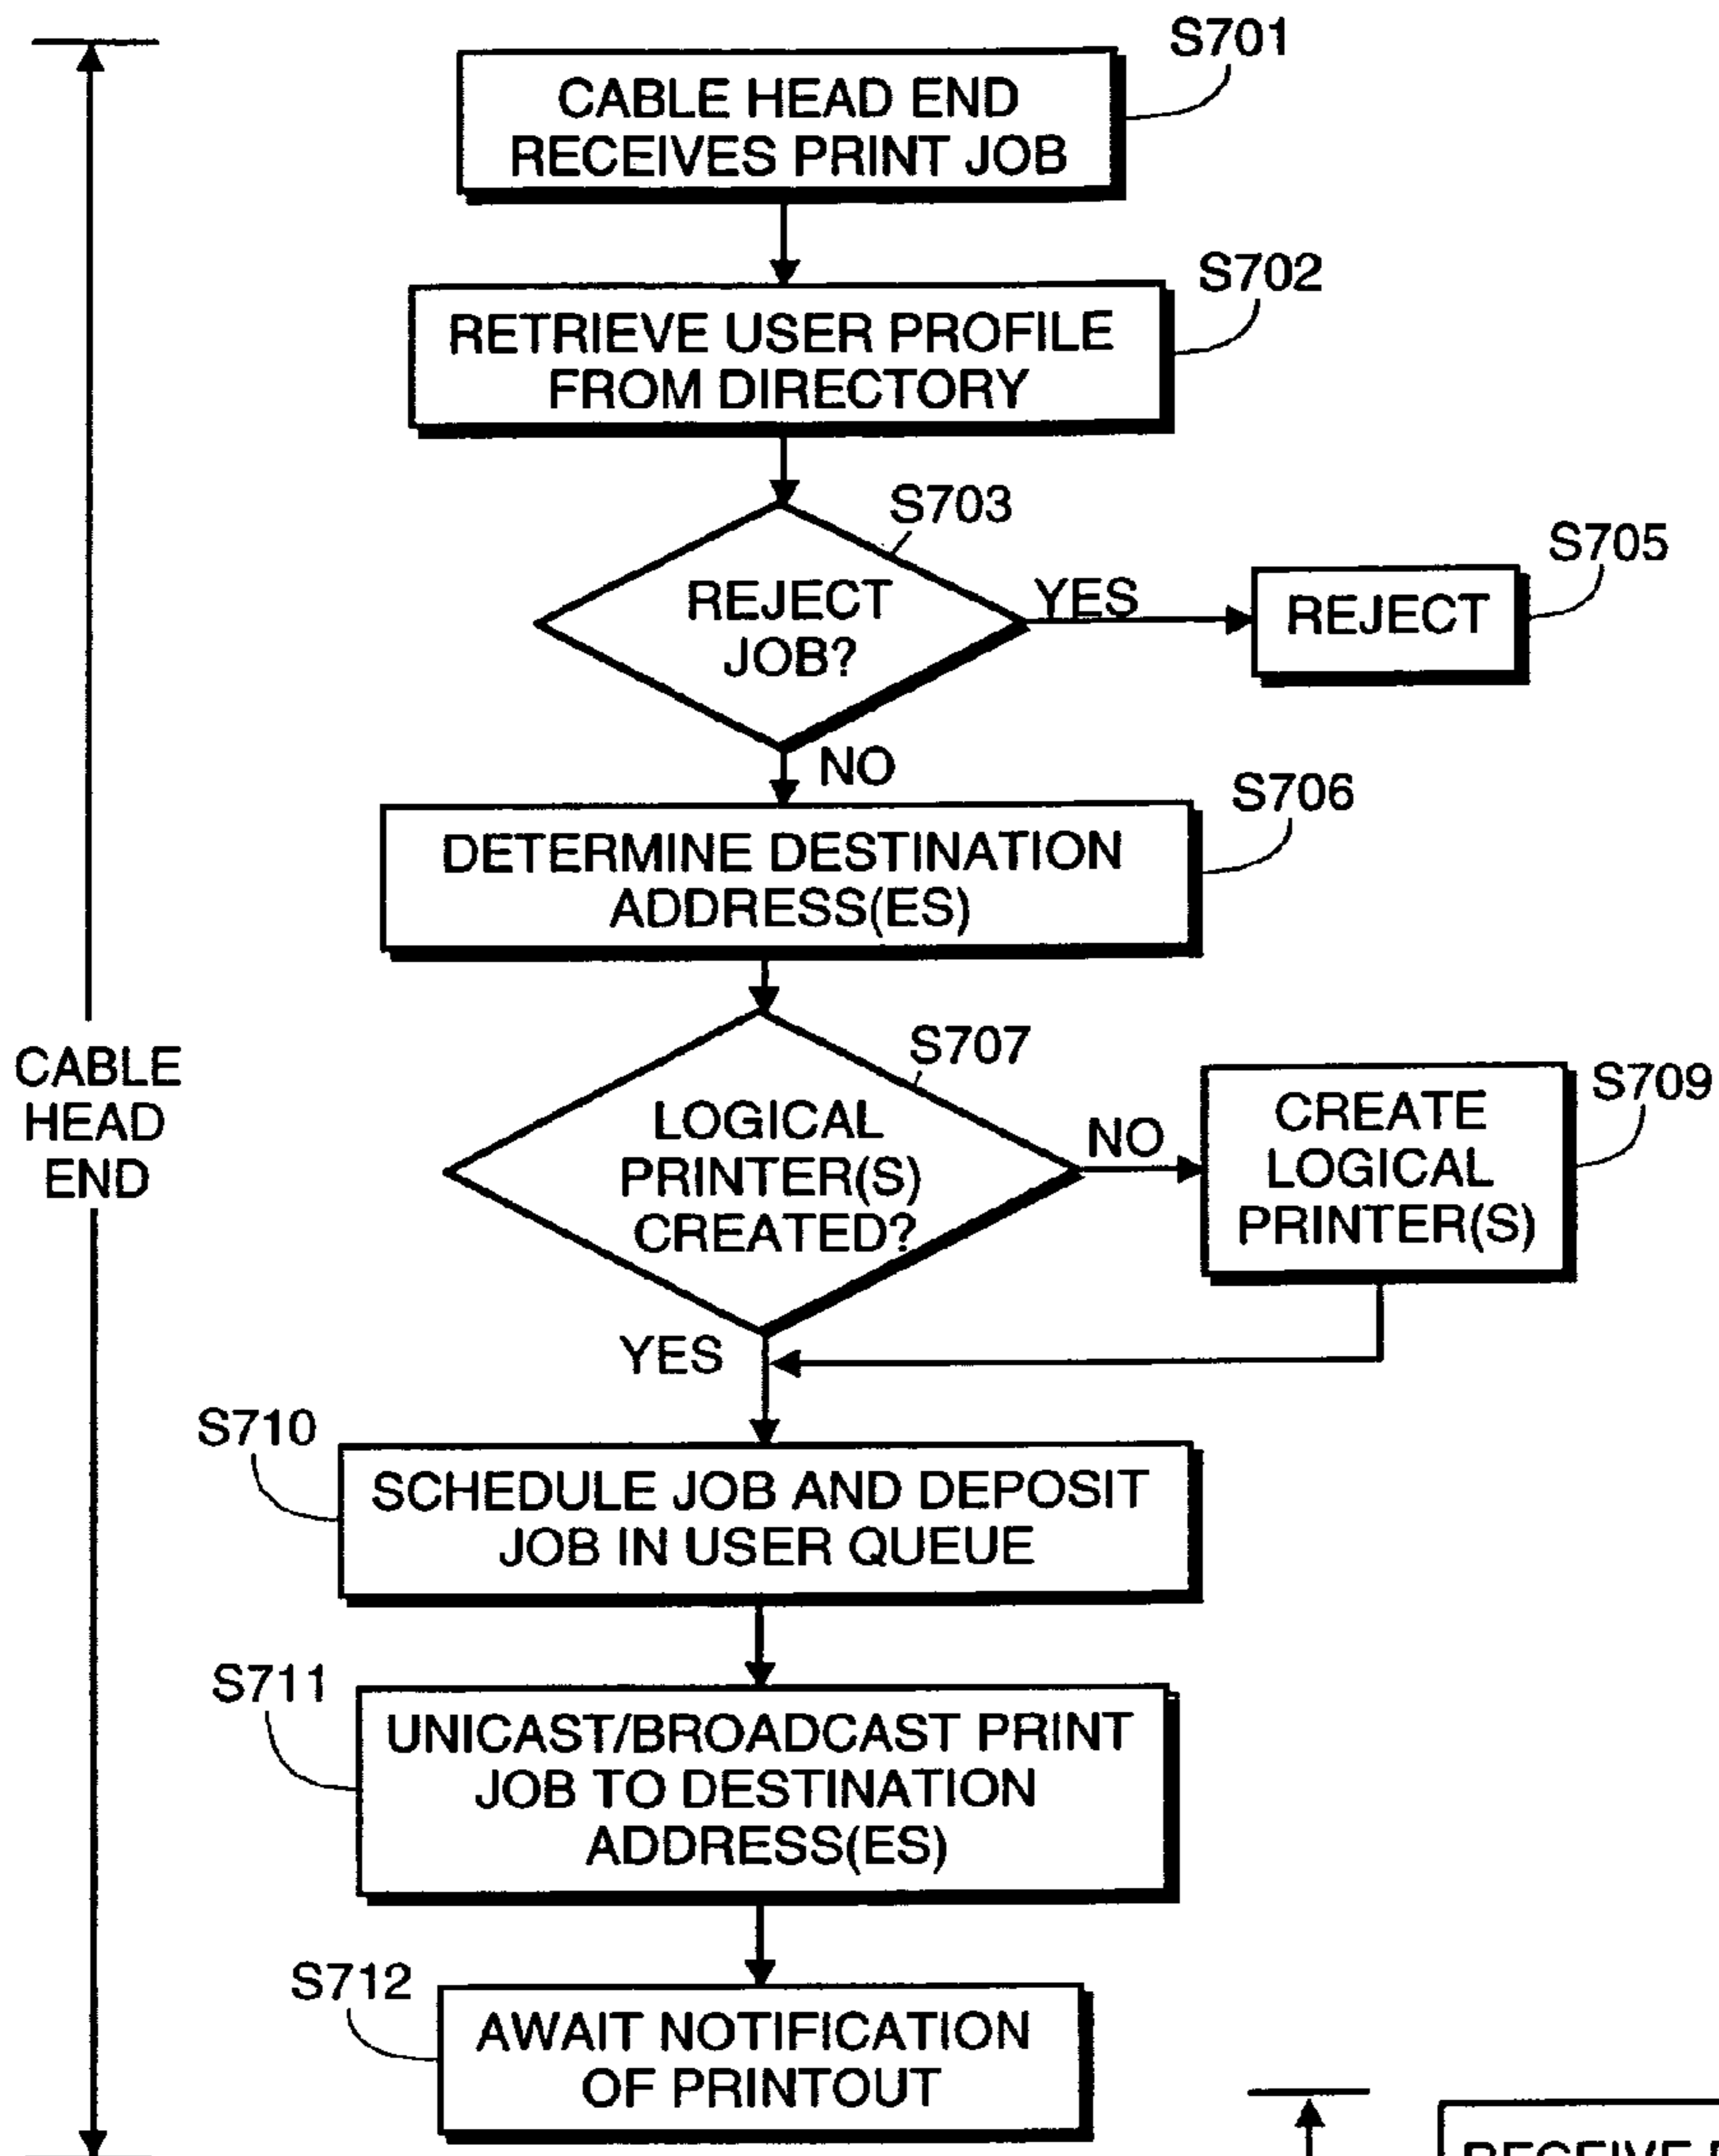 S701
CABLE HEAD END
RECEIVES PRINT JOB
S702
RETRIEVE USER PROFILE
FROM DIRECTORY
S703
REJECT
JOB?
YES
S705
REJECT
NO
S706
DETERMINE DESTINATION
ADDRESS(ES)
S707
LOGICAL
PRINTER(S)
CREATED?
NO
S709
CREATE
LOGICAL
PRINTER(S)
CABLE
HEAD
END
YES
S710
SCHEDULE JOB AND DEPOSIT
JOB IN USER QUEUE
S711
UNICAST/BROADCAST PRINT
JOB TO DESTINATION
ADDRESS(ES)
S712
AWAIT NOTIFICATION
OF PRINTOUT